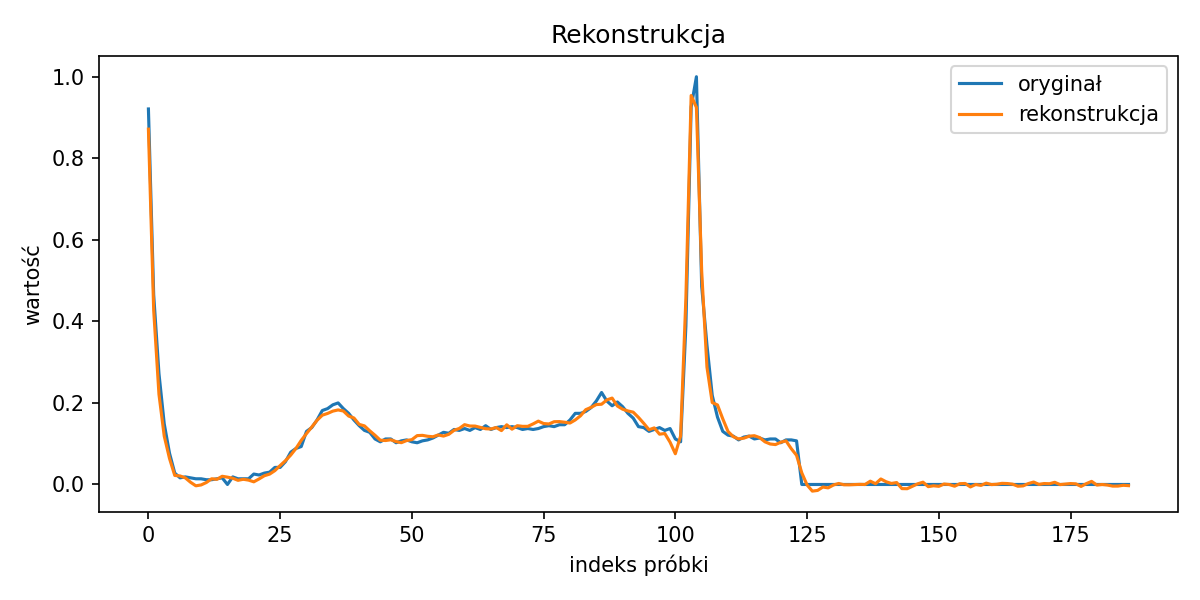 Rekonstrukcja
oryginał
rekonstrukcja
wartość
1.0
0.8
0.6
0.4
0.2
0.0
0 25 50 75 100 125 150 175
indeks próbki